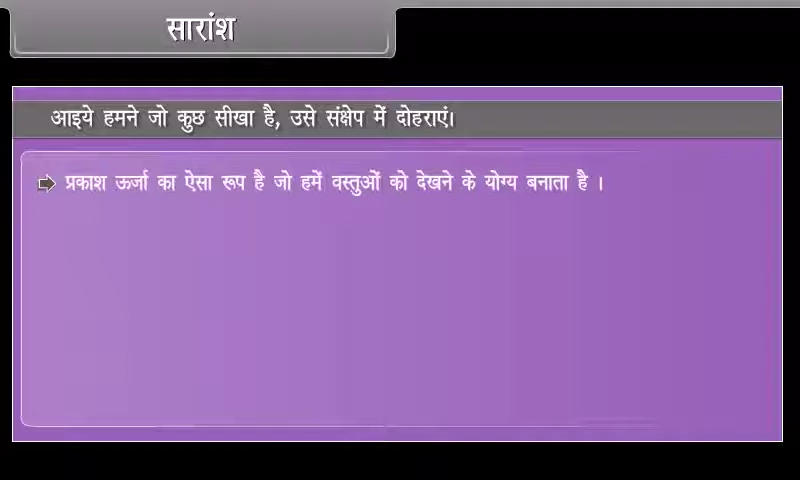 सारांश
आइये हमने जो कुछ सीखा है, उसे संक्षेप में दोहराएं।
प्रकाश ऊर्जा का ऐसा रूप है जो हमें वस्तुओं को देखने के योग्य बनाता है ।